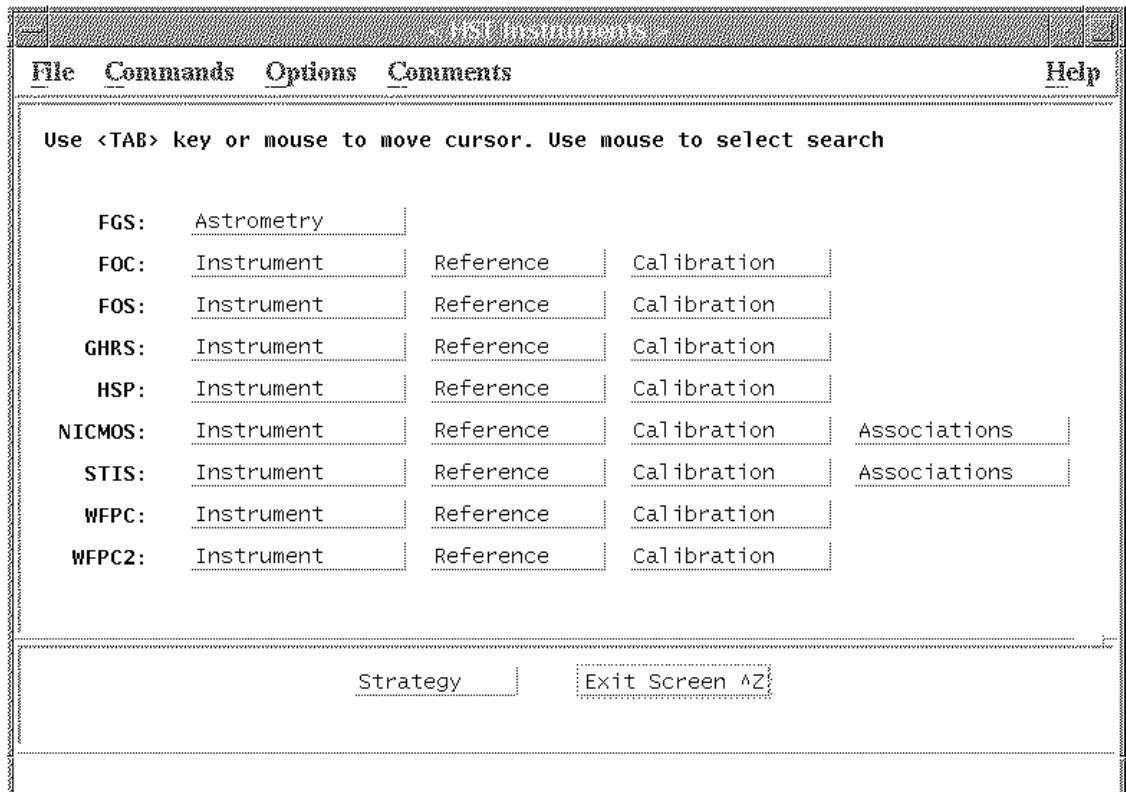 < HST Instruments >
File Commands Options Comments Help
Use <TAB> key or mouse to move cursor. Use mouse to select search
FGS: Astrometry
FOC: Instrument Reference Calibration
FOS: Instrument Reference Calibration
GHRS: Instrument Reference Calibration
HSP: Instrument Reference Calibration
NICMOS: Instrument Reference Calibration Associations
STIS: Instrument Reference Calibration Associations
WFPC: Instrument Reference Calibration
WFPC2: Instrument Reference Calibration
Strategy Exit Screen ^Z